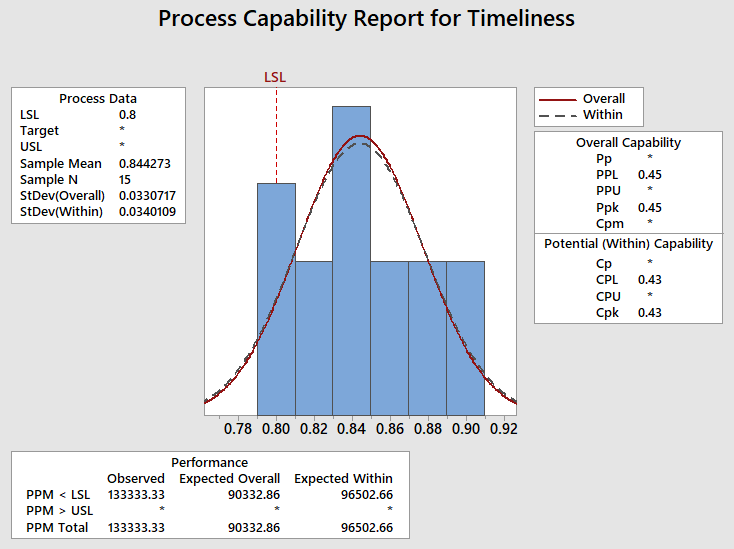 Process Capability Report for Timeliness
LSL
Process Data
LSL 0.8
Target *
USL *
Sample Mean 0.844273
Sample N 15
StDev(Overall) 0.0330717
StDev(Within) 0.0340109
Overall
Within
Overall Capability
Pp *
PPL 0.45
PPU *
Ppk 0.45
Cpm *
Potential (Within) Capability
Cp *
CPL 0.43
CPU *
Cpk 0.43
0.78 0.80 0.82 0.84 0.86 0.88 0.90 0.92
Performance
Observed Expected Overall Expected Within
PPM < LSL 133333.33 90332.86 96502.66
PPM > USL * * *
PPM Total 133333.33 90332.86 96502.66